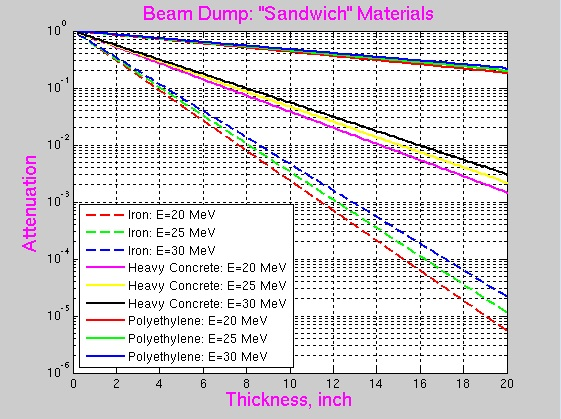 Beam Dump: "Sandwich" Materials
10^0
10^-1
10^-2
10^-3
10^-4
10^-5
10^-6
Attenuation
Iron: E=20 MeV
Iron: E=25 MeV
Iron: E=30 MeV
Heavy Concrete: E=20 MeV
Heavy Concrete: E=25 MeV
Heavy Concrete: E=30 MeV
Polyethylene: E=20 MeV
Polyethylene: E=25 MeV
Polyethylene: E=30 MeV
0 2 4 6 8 10 12 14 16 18 20
Thickness, inch